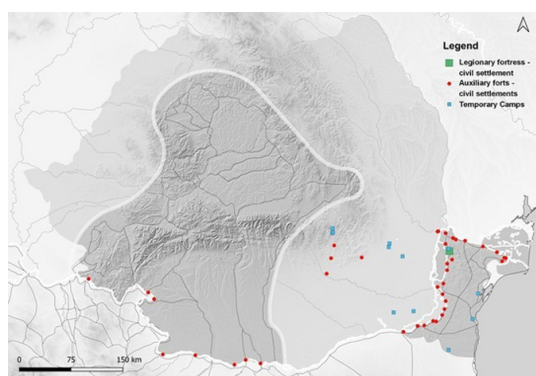 Legend
Legionary fortress -
civil settlement
Auxiliary forts -
civil settlements
Temporary Camps
0 75 150 km